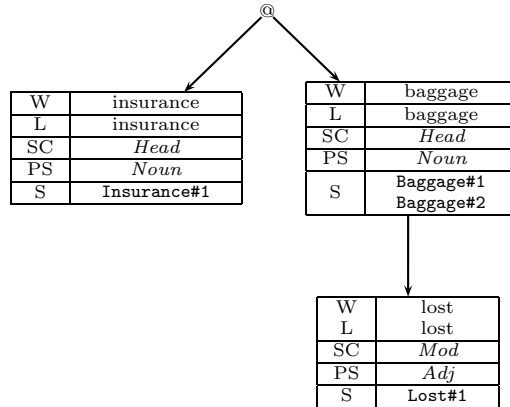 @
W insurance
L insurance
SC Head
PS Noun
S Insurance#1
W baggage
L baggage
SC Head
PS Noun
S Baggage#1
Baggage#2
W lost
L lost
SC Mod
PS Adj
S Lost#1